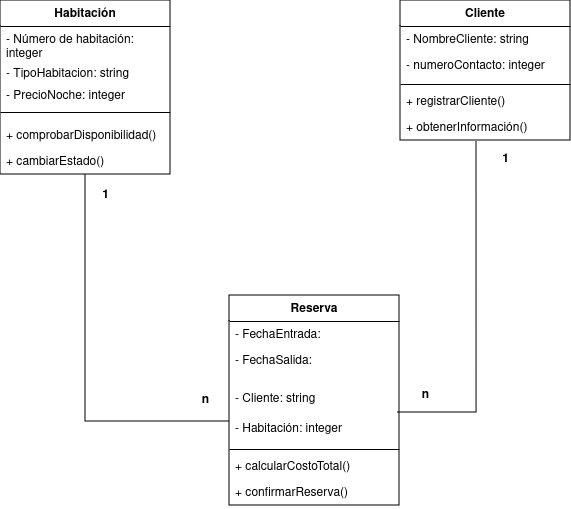 Habitación
- Número de habitación:
integer
- TipoHabitacion: string
- PrecioNoche: integer
+ comprobarDisponibilidad()
+ cambiarEstado()
1
Cliente
- NombreCliente: string
- numeroContacto: integer
+ registrarCliente()
+ obtenerInformación()
1
Reserva
- FechaEntrada:
- FechaSalida:
- Cliente: string
- Habitación: integer
+ calcularCostoTotal()
+ confirmarReserva()
n
n